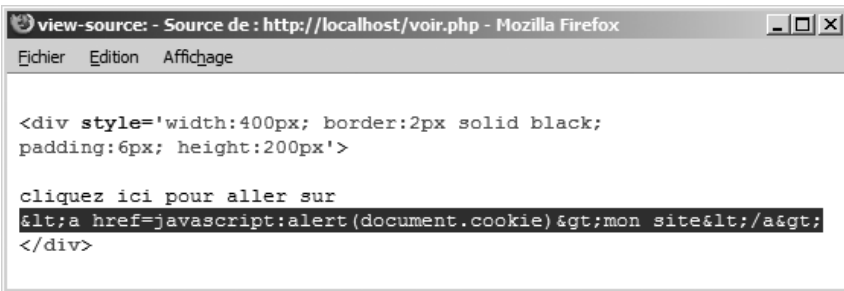 view-source: - Source de : http://localhost/voir.php - Mozilla Firefox
Fichier Edition Affichage
<div style='width:400px; border:2px solid black;
padding:6px; height:200px'>
cliquez ici pour aller sur
&lt;a href=javascript:alert(document.cookie)&gt;mon site&lt;/a&gt;
</div>